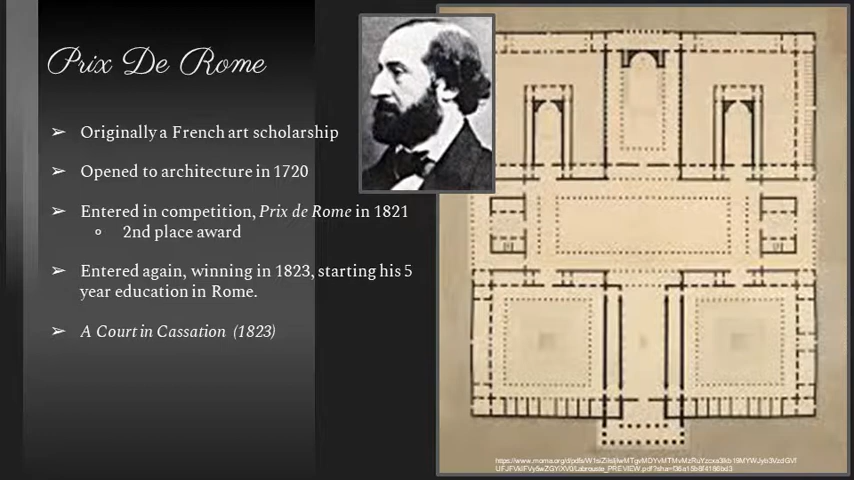 Prix De Rome
➢ Originally a French art scholarship
➢ Opened to architecture in 1720
➢ Entered in competition, Prix de Rome in 1821
○ 2nd place award
➢ Entered again, winning in 1823, starting his 5
year education in Rome.
➢ A Court in Cassation (1823)